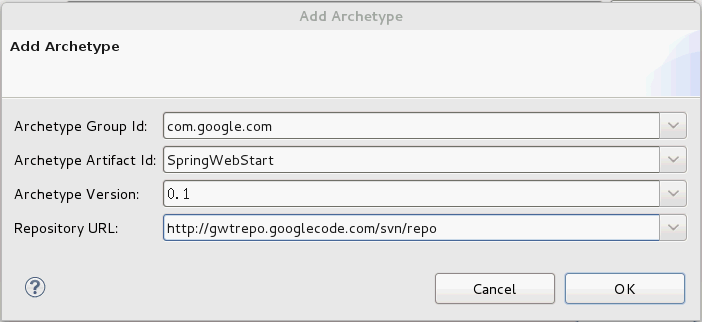 Add Archetype
Add Archetype
Archetype Group Id: com.google.com
Archetype Artifact Id: SpringWebStart
Archetype Version: 0.1
Repository URL: http://gwtrepo.googlecode.com/svn/repo
? Cancel OK